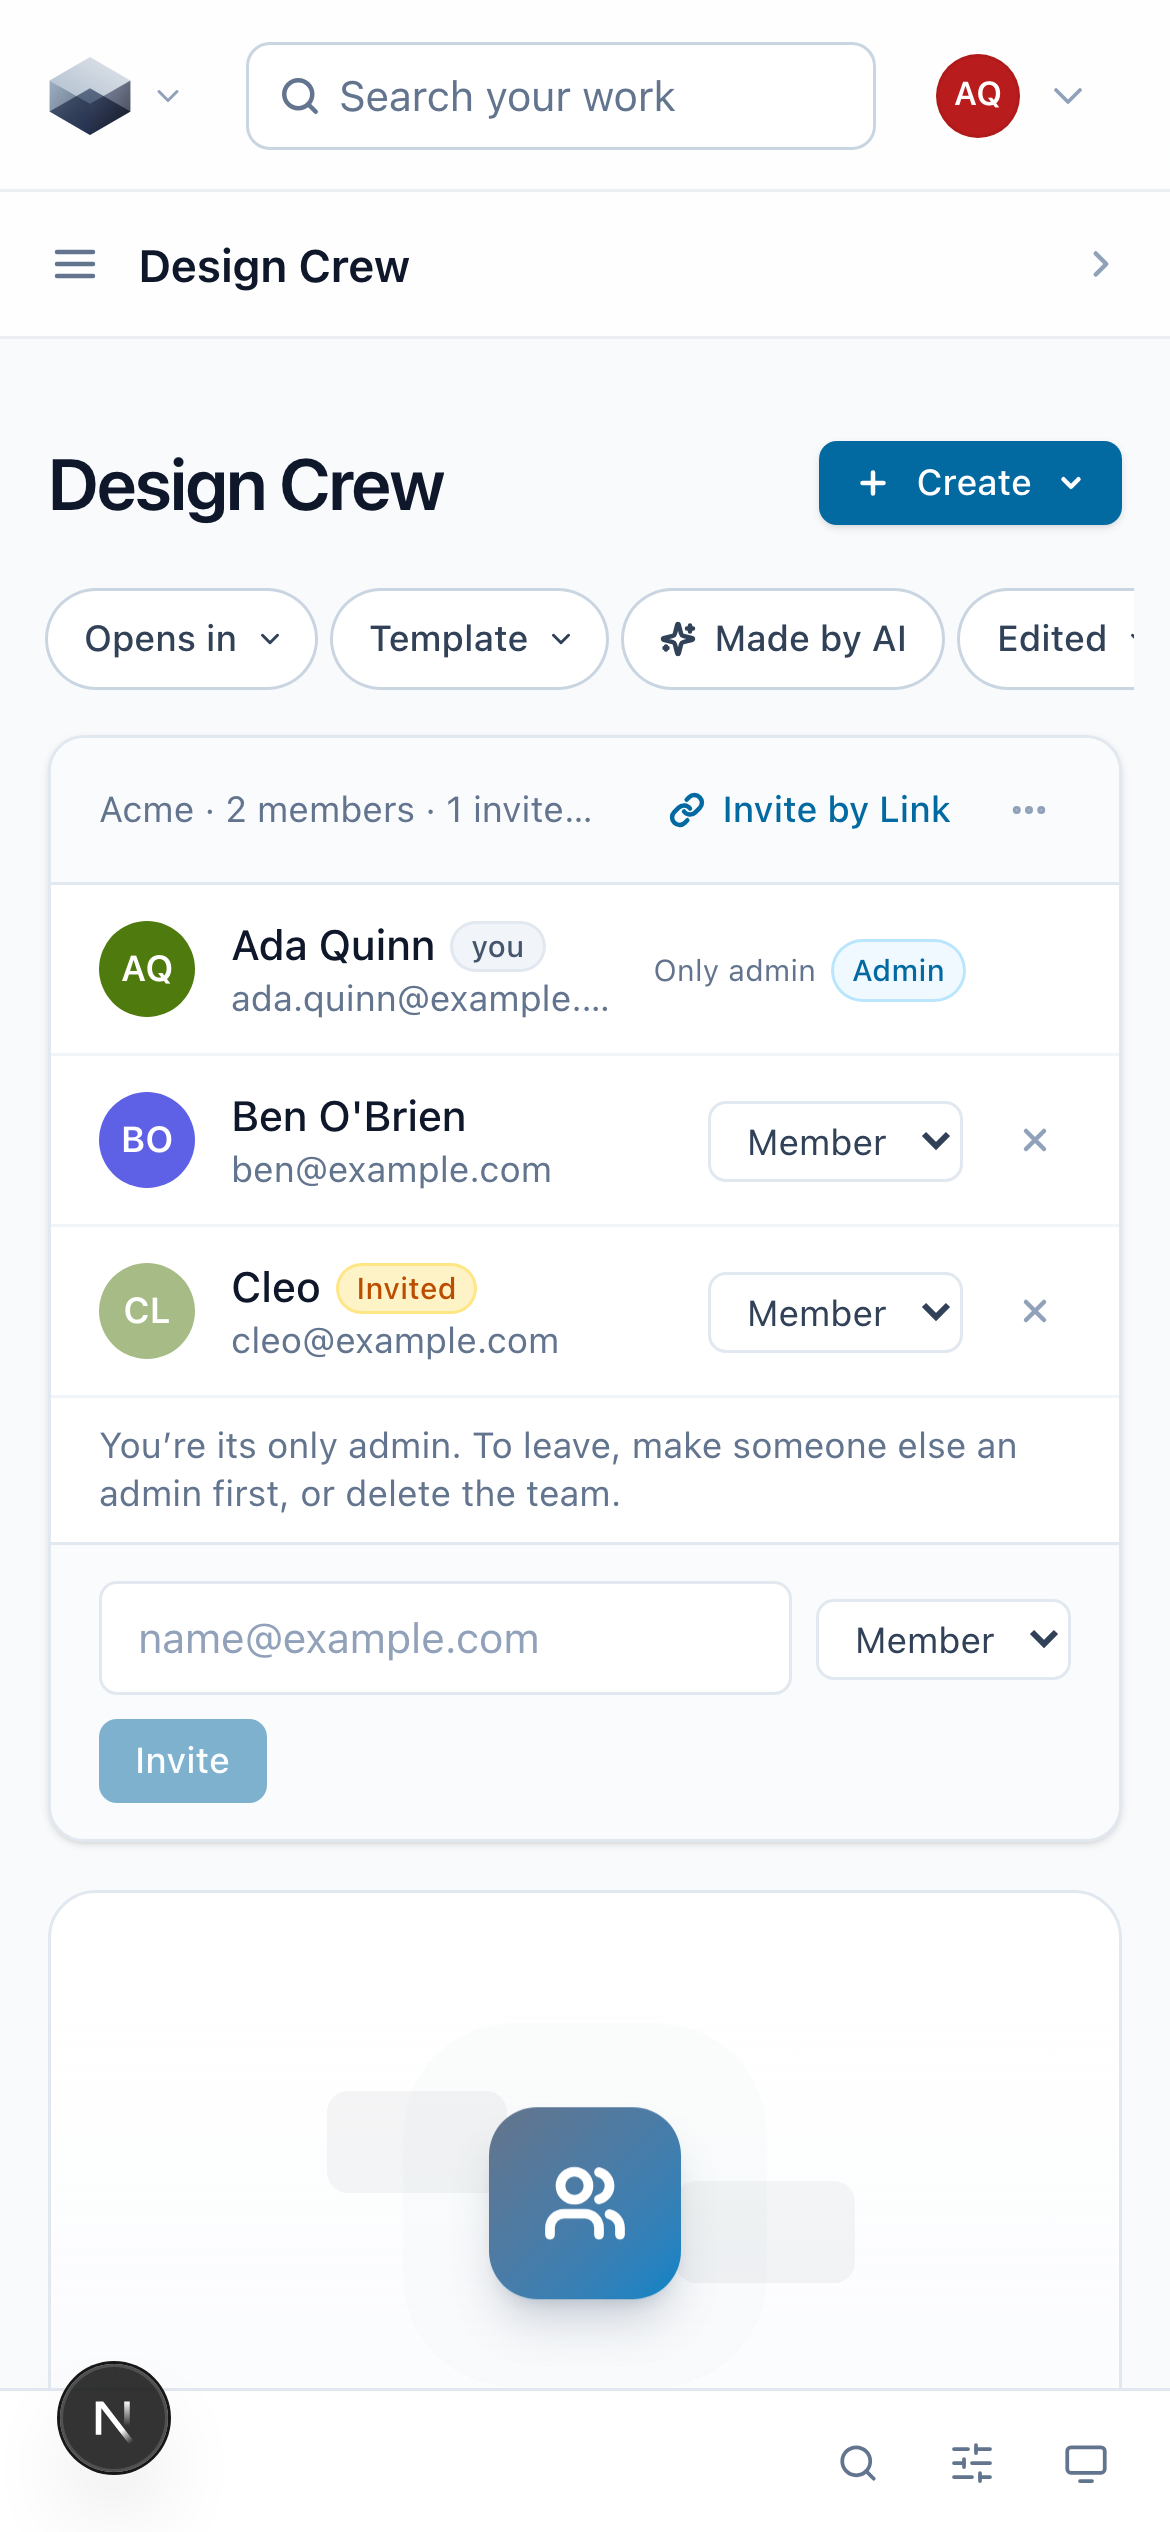 Search your work
AQ
Design Crew
Design Crew
+ Create
Opens in
Template
Made by AI
Edited
Acme · 2 members · 1 invite...
Invite by Link
AQ
Ada Quinn you
ada.quinn@example....
Only admin Admin
BO
Ben O'Brien
ben@example.com
Member
CL
Cleo Invited
cleo@example.com
Member
You’re its only admin. To leave, make someone else an
admin first, or delete the team.
name@example.com
Member
Invite
N